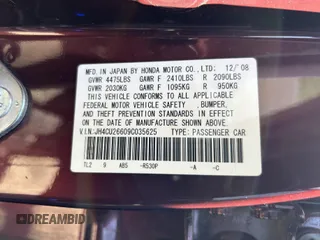 MFD. IN JAPAN BY HONDA MOTOR CO., LTD. 12/'08
GVWR 4475LBS GAWR F 2410LBS R 2090LBS
GVWR 2030KG GAWR F 1095KG R 950KG
THIS VEHICLE CONFORMS TO ALL APPLICABLE
FEDERAL MOTOR VEHICLE SAFETY, BUMPER,
AND THEFT PREVENTION STANDARDS IN EFFECT
ON THE DATE OF MANUFACTURE SHOWN ABOVE.
V.I.N.: JH4CU26609C035625 TYPE: PASSENGER CAR
TL2 9 ABS -R530P -A -C
DREAMBID